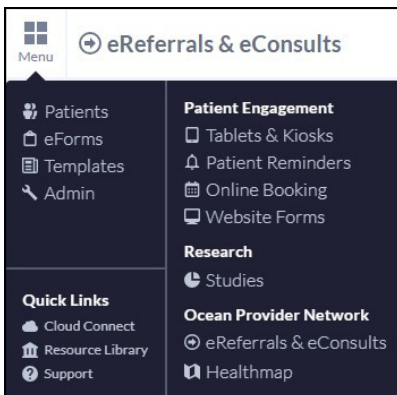 Menu
eReferrals & eConsults
Patients
eForms
Templates
Admin
Quick Links
Cloud Connect
Resource Library
Support
Patient Engagement
Tablets & Kiosks
Patient Reminders
Online Booking
Website Forms
Research
Studies
Ocean Provider Network
eReferrals & eConsults
Healthmap